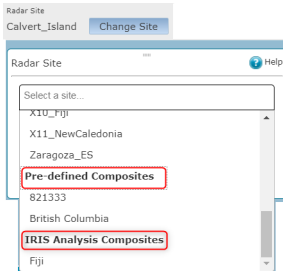 Radar Site
Calvert_Island Change Site
Radar Site
Help
Select a site...
X10_Fiji
X11_NewCaledonia
Zaragoza_ES
Pre-defined Composites
821333
British Columbia
IRIS Analysis Composites
Fiji